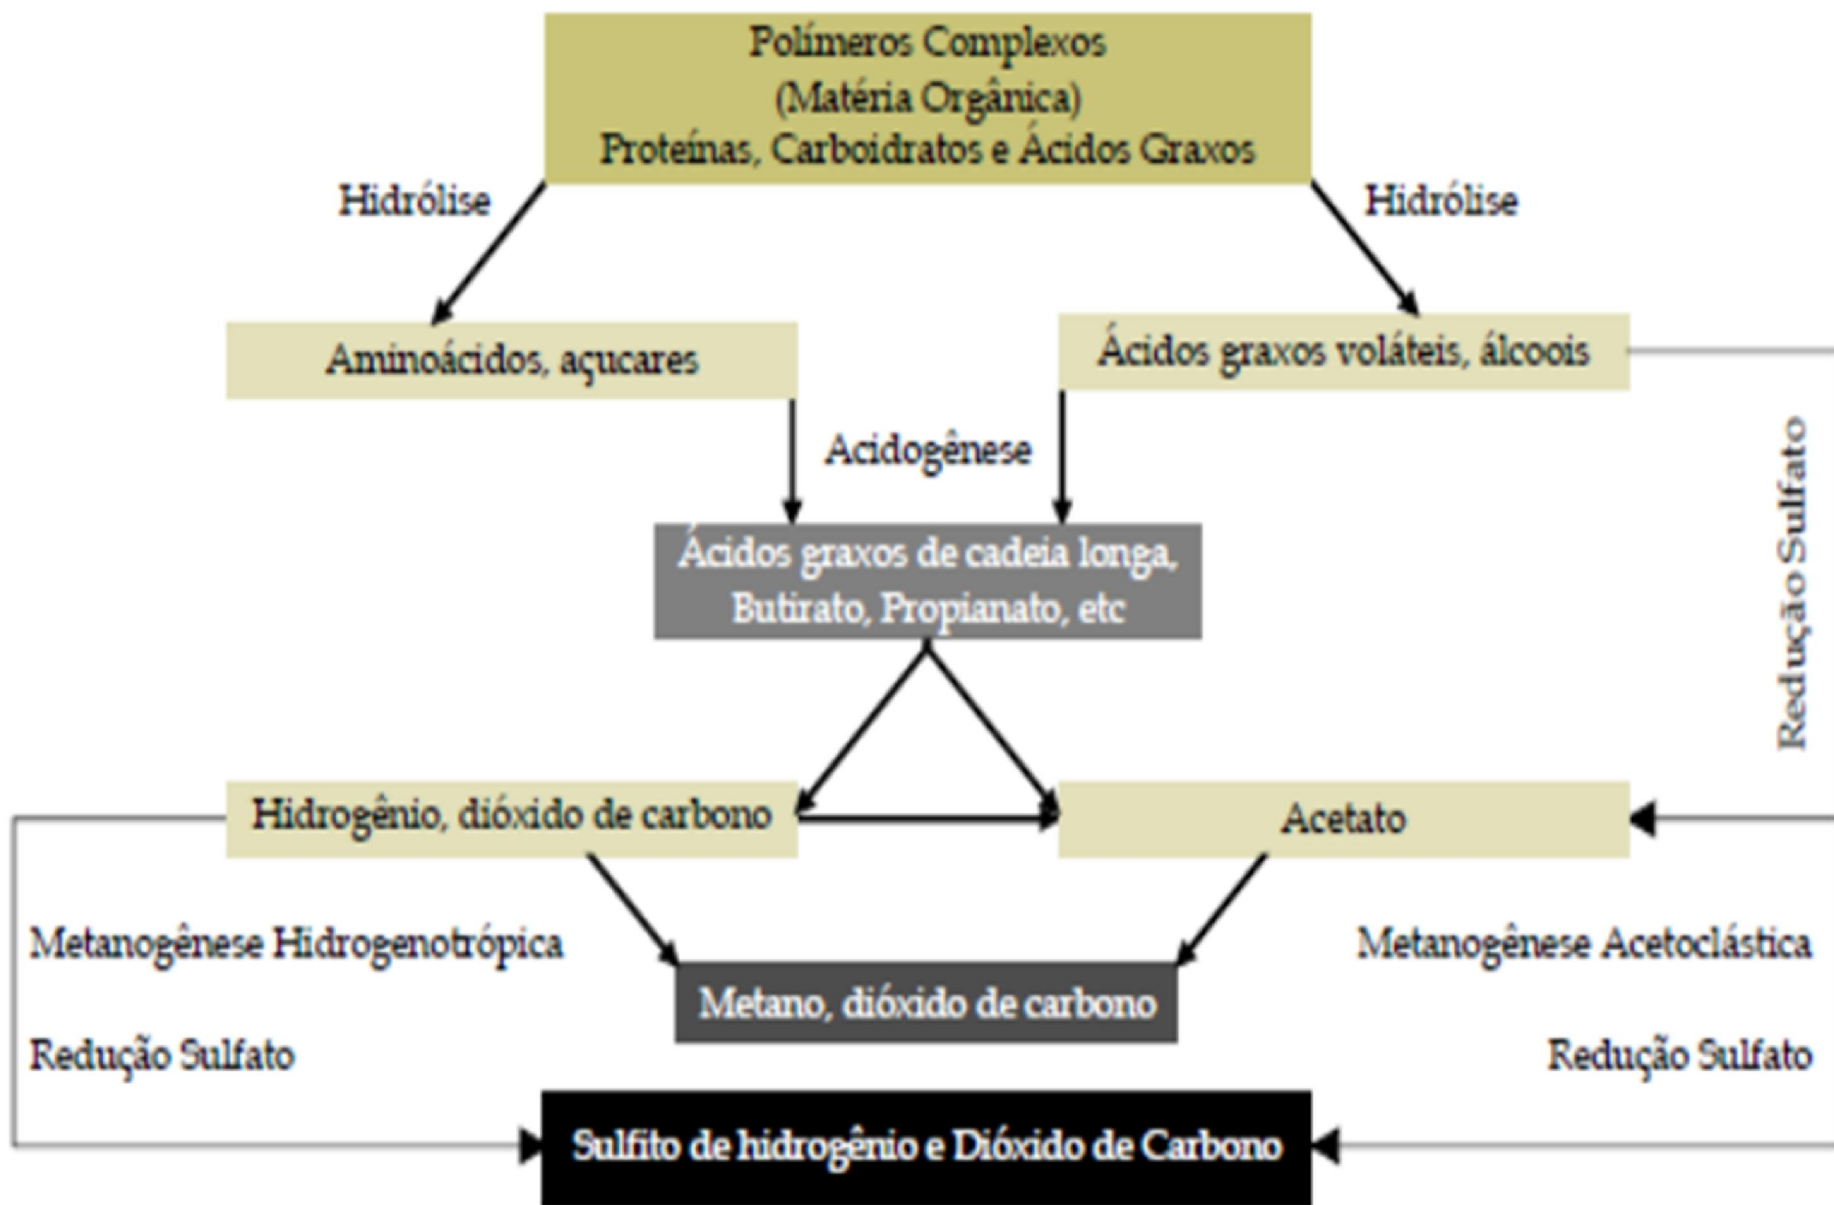 Polímeros Complexos
(Matéria Orgânica)
Proteínas, Carboidratos e Ácidos Graxos
Hidrólise
Hidrólise
Aminoácidos, açucares
Ácidos graxos voláteis, álcoois
Acidogênese
Redução Sulfato
Ácidos graxos de cadeia longa,
Butirato, Propianato, etc
Hidrogênio, dióxido de carbono
Acetato
Metanogênese Hidrogenotrópica
Metanogênese Acetoclástica
Metano, dióxido de carbono
Redução Sulfato
Redução Sulfato
Sulfito de hidrogênio e Dióxido de Carbono